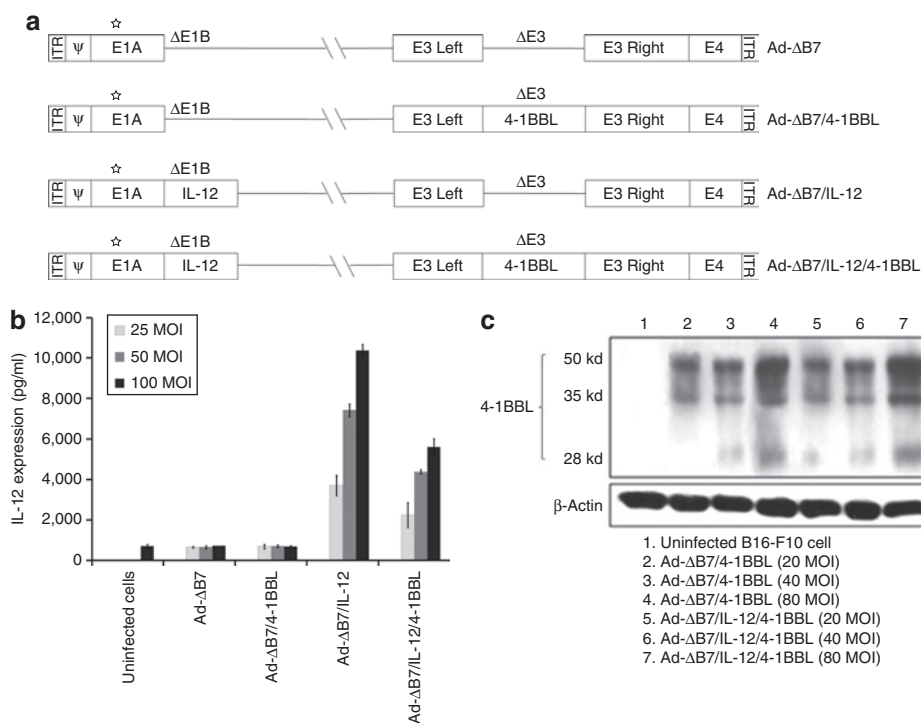 a
☆ ΔE1B ΔE3
ITR ψ E1A E3 Left E3 Right E4 ITR Ad-ΔB7
☆ ΔE1B ΔE3
ITR ψ E1A E3 Left 4-1BBL E3 Right E4 ITR Ad-ΔB7/4-1BBL
☆ ΔE1B ΔE3
ITR ψ E1A IL-12 E3 Left E3 Right E4 ITR Ad-ΔB7/IL-12
☆ ΔE1B ΔE3
ITR ψ E1A IL-12 E3 Left 4-1BBL E3 Right E4 ITR Ad-ΔB7/IL-12/4-1BBL
b
IL-12 expression (pg/ml)
12,000
10,000
8,000
6,000
4,000
2,000
0
25 MOI
50 MOI
100 MOI
Uninfected cells
Ad-ΔB7
Ad-ΔB7/4-1BBL
Ad-ΔB7/IL-12
Ad-ΔB7/IL-12/4-1BBL
c
1 2 3 4 5 6 7
4-1BBL
50 kd
35 kd
28 kd
β-Actin
1. Uninfected B16-F10 cell
2. Ad-ΔB7/4-1BBL (20 MOI)
3. Ad-ΔB7/4-1BBL (40 MOI)
4. Ad-ΔB7/4-1BBL (80 MOI)
5. Ad-ΔB7/IL-12/4-1BBL (20 MOI)
6. Ad-ΔB7/IL-12/4-1BBL (40 MOI)
7. Ad-ΔB7/IL-12/4-1BBL (80 MOI)